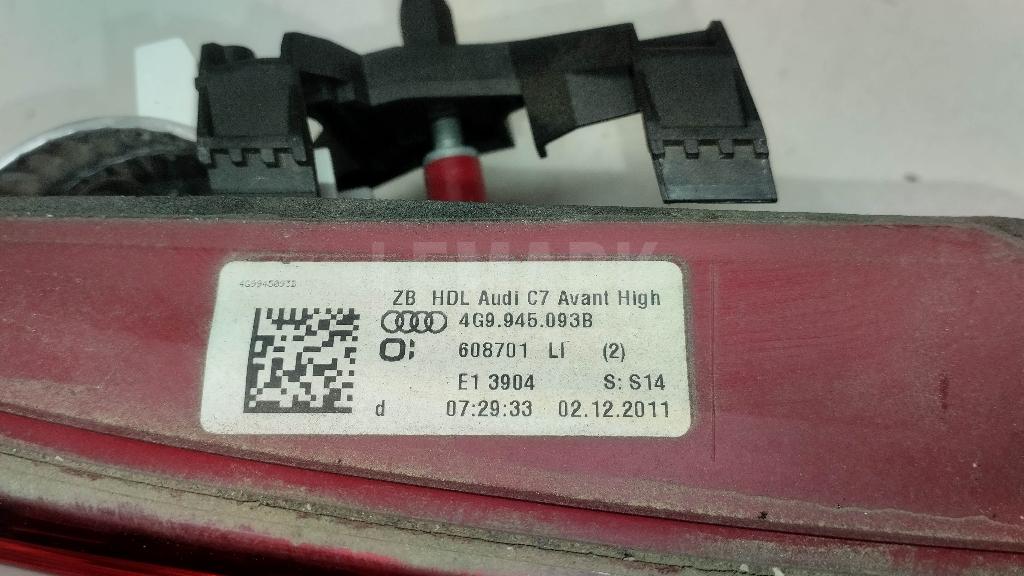 LEMARK
4G9945093B
ZB HDL Audi C7 Avant High
4G9.945.093B
608701 LI (2)
E1 3904 S: S14
d 07:29:33 02.12.2011